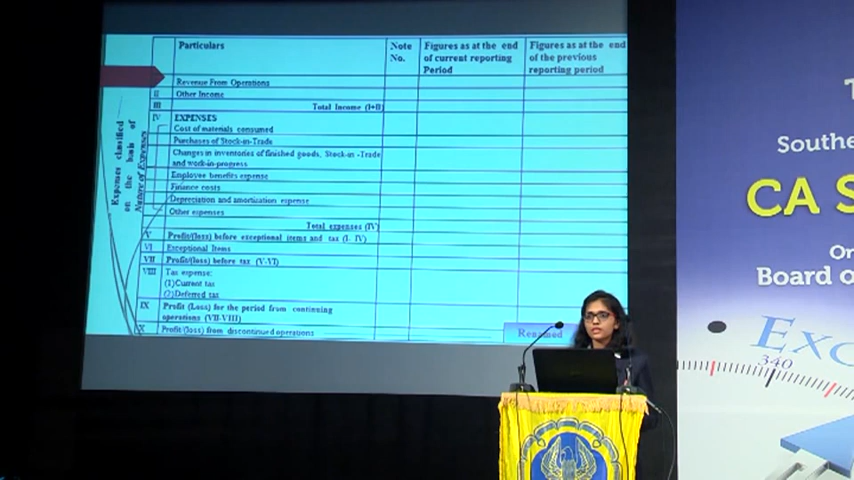 Particulars
Note No.
Figures as at the end of current reporting Period
Figures as at the end of the previous reporting period
Revenue From Operations
II Other Income
III Total Income (I+II)
IV EXPENSES
Cost of materials consumed
Purchases of Stock-in-Trade
Changes in inventories of finished goods, Stock-in -Trade
and work-in-progress
Employee benefits expense
Finance costs
Depreciation and amortization expense
Other expenses
Total expenses (IV)
V Profit/(loss) before exceptional items and tax (I- IV)
VI Exceptional Items
VII Profit/(loss) before tax (V-VI)
VIII Tax expense:
(1)Current tax
(2)Deferred tax
IX Profit (Loss) for the period from continuing
operations (VII-VIII)
X Profit/(loss) from discontinued operations
Expenses classified
on the basis of
Nature of Expenses
Renamed
T
Southe
CA S
Or
Board o
Exc
340